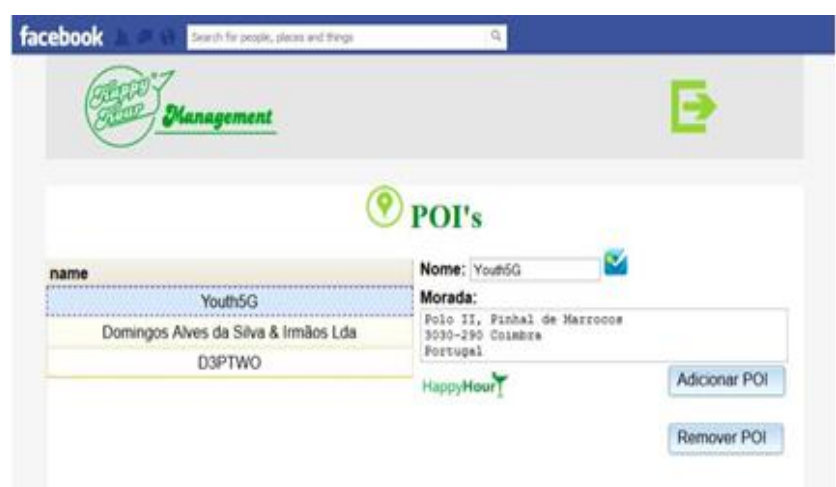 facebook
Search for people, places and things
Happy Hour Management
POI's
name
Youth5G
Domingos Alves da Silva & Irmãos Lda
D3PTWO
Nome: Youth5G
Morada:
Polo II, Pinhal de Marrocos
3030-290 Coimbra
Portugal
HappyHour
Adicionar POI
Remover POI